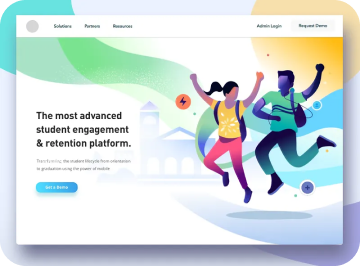 Solutions
Partners
Resources
Admin Login
Request Demo
The most advanced
student engagement
& retention platform.
Transforming the student lifecycle from orientation
to graduation using the power of mobile
Get a Demo